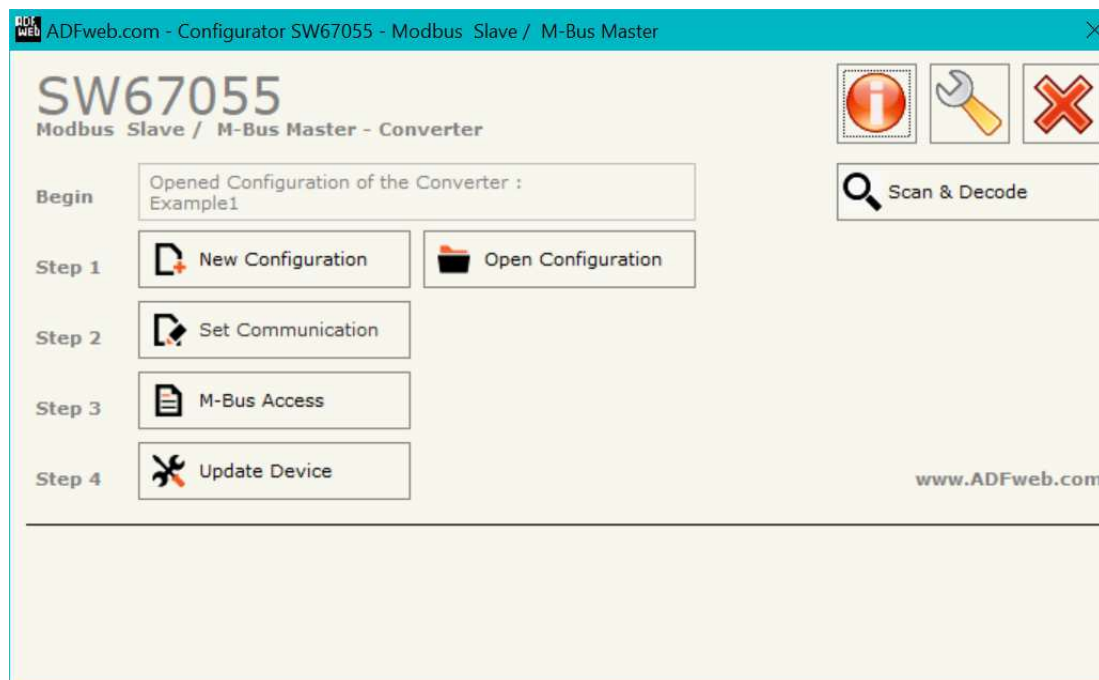 ADF
WEB
ADFweb.com - Configurator SW67055 - Modbus Slave / M-Bus Master
SW67055
Modbus Slave / M-Bus Master - Converter
Begin
Opened Configuration of the Converter :
Example1
Scan & Decode
Step 1
New Configuration
Open Configuration
Step 2
Set Communication
Step 3
M-Bus Access
Step 4
Update Device
www.ADFweb.com